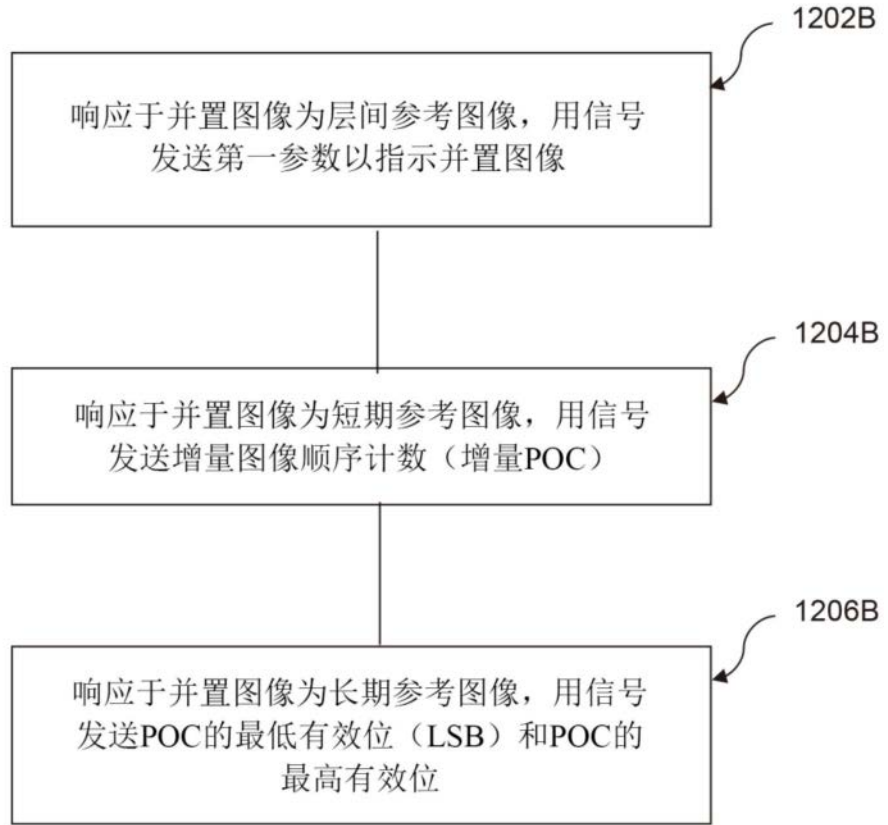 1202B
响应于并置图像为层间参考图像，用信号
发送第一参数以指示并置图像
1204B
响应于并置图像为短期参考图像，用信号
发送增量图像顺序计数（增量POC）
1206B
响应于并置图像为长期参考图像，用信号
发送POC的最低有效位（LSB）和POC的
最高有效位